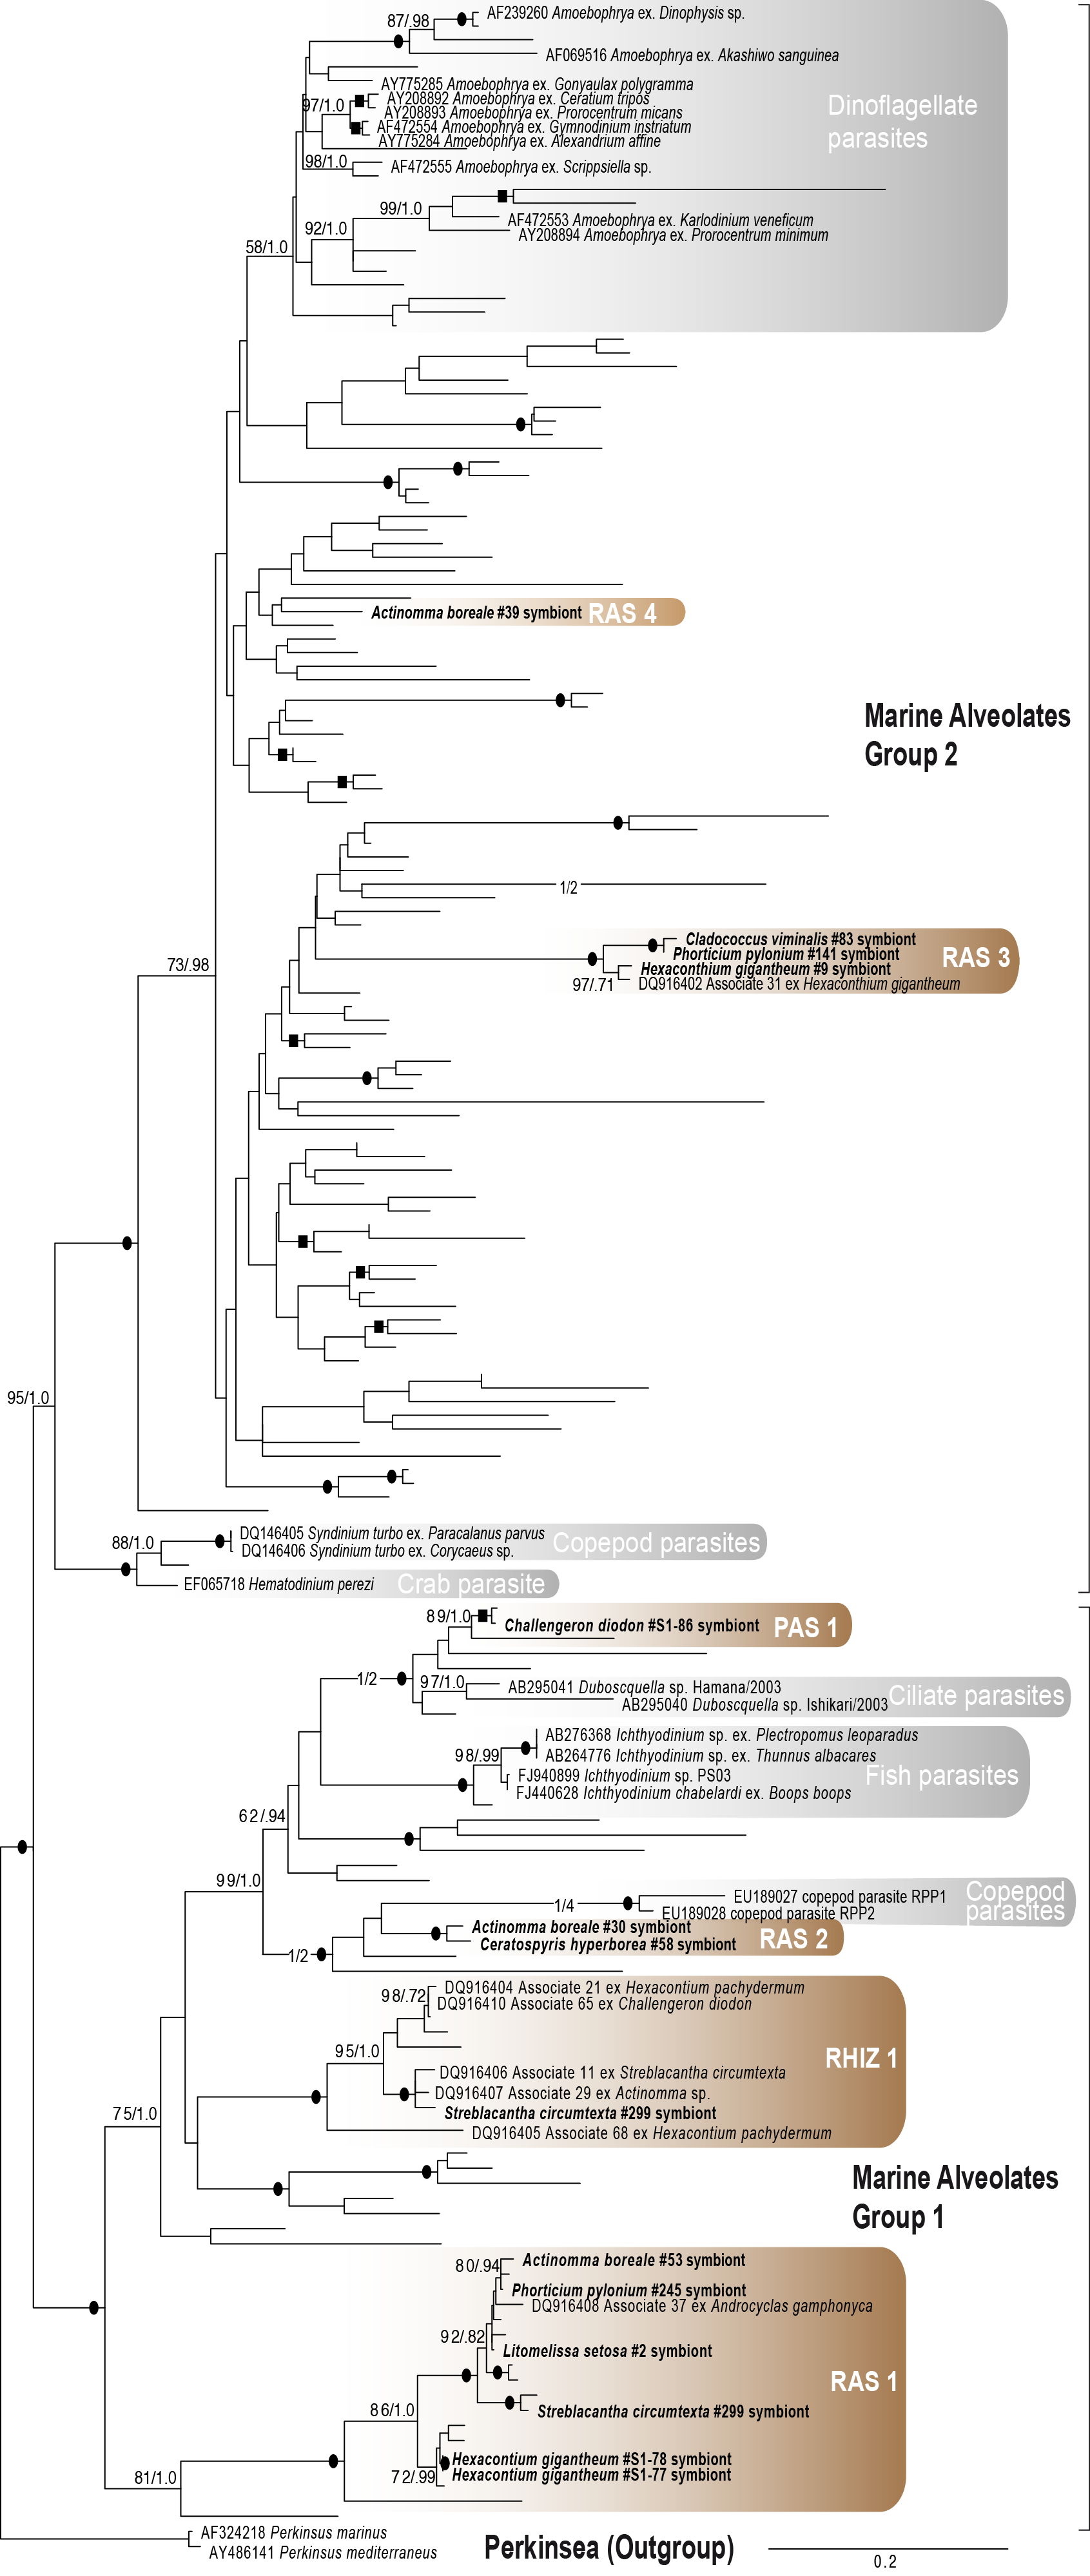 87/.98
AF239260 Amoebophrya ex. Dinophysis sp.
AF069516 Amoebophrya ex. Akashiwo sanguinea
AY775285 Amoebophrya ex. Gonyaulax polygramma
AY208892 Amoebophrya ex. Ceratium tripos
97/1.0
AY208893 Amoebophrya ex. Prorocentrum micans
AF472554 Amoebophrya ex. Gymnodinium instriatum
AY775284 Amoebophrya ex. Alexandrium affine
Dinoflagellate
parasites
98/1.0
AF472555 Amoebophrya ex. Scrippsiella sp.
99/1.0
AF472553 Amoebophrya ex. Karlodinium veneficum
92/1.0
AY208894 Amoebophrya ex. Prorocentrum minimum
58/1.0
Actinomma boreale #39 symbiont RAS 4
Marine Alveolates
Group 2
1/2
Cladococcus viminalis #83 symbiont
Phorticium pylonium #141 symbiont
RAS 3
Hexaconthium gigantheum #9 symbiont
97/.71
DQ916402 Associate 31 ex Hexaconthium gigantheum
73/.98
95/1.0
DQ146405 Syndinium turbo ex. Paracalanus parvus
88/1.0
Copepod parasites
DQ146406 Syndinium turbo ex. Corycaeus sp.
EF065718 Hematodinium perezi Crab parasite
89/1.0
Challengeron diodon #S1-86 symbiont PAS 1
1/2
97/1.0
AB295041 Duboscquella sp. Hamana/2003
AB295040 Duboscquella sp. Ishikari/2003
Ciliate parasites
AB276368 Ichthyodinium sp. ex. Plectropomus leoparadus
98/.99
AB264776 Ichthyodinium sp. ex. Thunnus albacares
FJ940899 Ichthyodinium sp. PS03
Fish parasites
FJ440628 Ichthyodinium chabelardi ex. Boops boops
62/.94
99/1.0
1/4
EU189027 copepod parasite RPP1
EU189028 copepod parasite RPP2
Copepod
parasites
Actinomma boreale #30 symbiont
Ceratospyris hyperborea #58 symbiont RAS 2
1/2
98/.72
DQ916404 Associate 21 ex Hexacontium pachydermum
DQ916410 Associate 65 ex Challengeron diodon
95/1.0
RHIZ 1
DQ916406 Associate 11 ex Streblacantha circumtexta
DQ916407 Associate 29 ex Actinomma sp.
Streblacantha circumtexta #299 symbiont
75/1.0
DQ916405 Associate 68 ex Hexacontium pachydermum
Marine Alveolates
Group 1
80/.94
Actinomma boreale #53 symbiont
Phorticium pylonium #245 symbiont
DQ916408 Associate 37 ex Androcyclas gamphonyca
92/.82
Litomelissa setosa #2 symbiont
RAS 1
86/1.0
Streblacantha circumtexta #299 symbiont
Hexacontium gigantheum #S1-78 symbiont
72/.99
Hexacontium gigantheum #S1-77 symbiont
81/1.0
AF324218 Perkinsus marinus
AY486141 Perkinsus mediterraneus
Perkinsea (Outgroup)
0.2